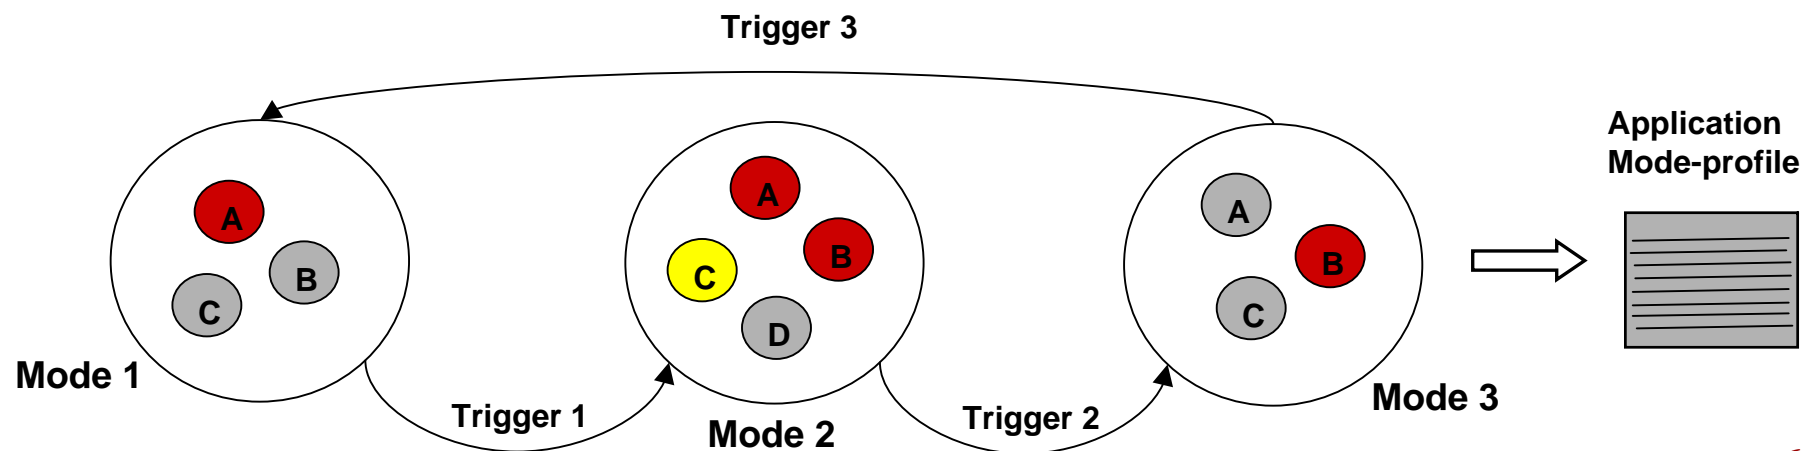 Trigger 3
Application
Mode-profile
A
B
C
Mode 1
Trigger 1
A
B
C
D
Mode 2
Trigger 2
A
B
C
Mode 3